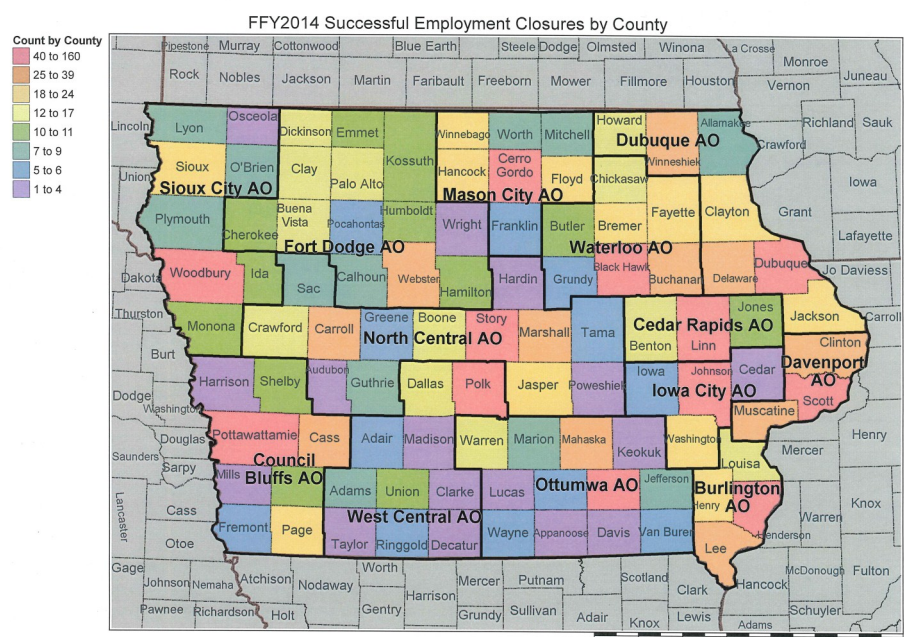 FFY2014 Successful Employment Closures by County
Count by County
40 to 160
25 to 39
18 to 24
12 to 17
10 to 11
7 to 9
5 to 6
1 to 4
Pipestone Murray Cottonwood Blue Earth Steele Dodge Olmsted Winona La Crosse
Monroe
Juneau
Rock Nobles Jackson Martin Faribault Freeborn Mower Fillmore Houston
Vernon
Richland Sauk
Crawford
Iowa
Grant
Lafayette
Jo Daviess
Carroll
Lincoln
Union
Dakota
Thurston
Burt
Dodge
Washington
Douglas
Saunders
Sarpy
Cass
Lancaster
Otoe
Gage
Lyon Osceola Dickinson Emmet Kossuth Winnebago Worth Mitchell Howard Allamakee
Dubuque AO
Winneshiek
Sioux O'Brien Clay Palo Alto Hancock Cerro Gordo Floyd Chickasaw
Sioux City AO
Mason City AO
Plymouth Cherokee Buena Vista Pocahontas Humboldt Wright Franklin Butler Bremer Fayette Clayton
Fort Dodge AO
Waterloo AO
Woodbury Ida Sac Calhoun Webster Hamilton Hardin Grundy Black Hawk Buchanan Delaware Dubuque
Monona Crawford Carroll Greene Boone Story Marshall Tama Benton Linn Jones Jackson
North Central AO
Cedar Rapids AO
Clinton
Davenport AO
Harrison Shelby Audubon Guthrie Dallas Polk Jasper Poweshiek Iowa Johnson Cedar Scott
Iowa City AO
Muscatine
Pottawattamie Cass Adair Madison Warren Marion Mahaska Keokuk Washington Louisa
Council Bluffs AO
Mills Adams Union Clarke Lucas Jefferson Henry
Ottumwa AO
Burlington AO
West Central AO
Fremont Page Taylor Ringgold Decatur Wayne Appanoose Davis Van Buren Lee
Henry
Mercer
Knox
Warren
Henderson
McDonough Fulton
Hancock
Schuyler
Adams
Johnson Nemaha Atchison Nodaway Worth Harrison Mercer Putnam Scotland Clark
Pawnee Richardson Holt Gentry Grundy Sullivan Adair Knox Lewis